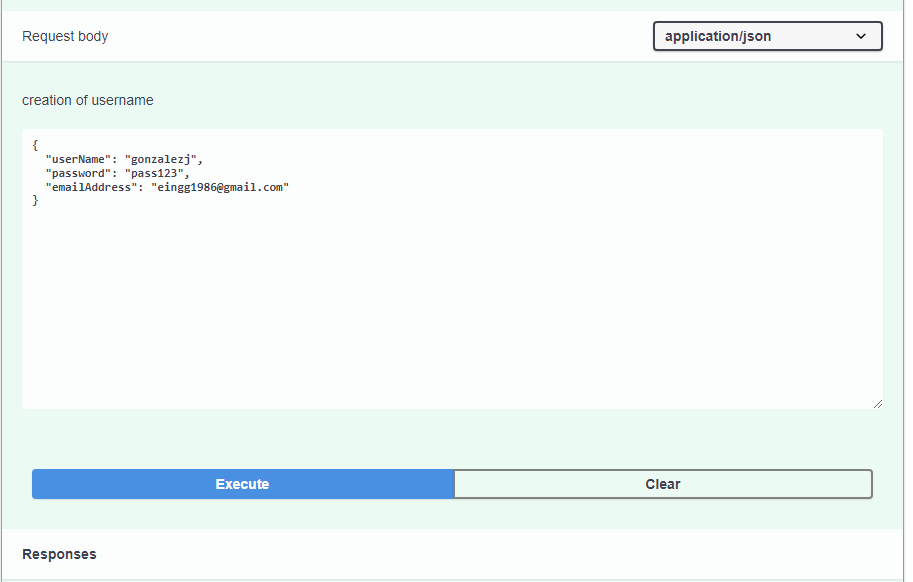 Request body
application/json
creation of username
{
"userName": "gonzalezj",
"password": "pass123",
"emailAddress": "eingg1986@gmail.com"
}
Execute
Clear
Responses